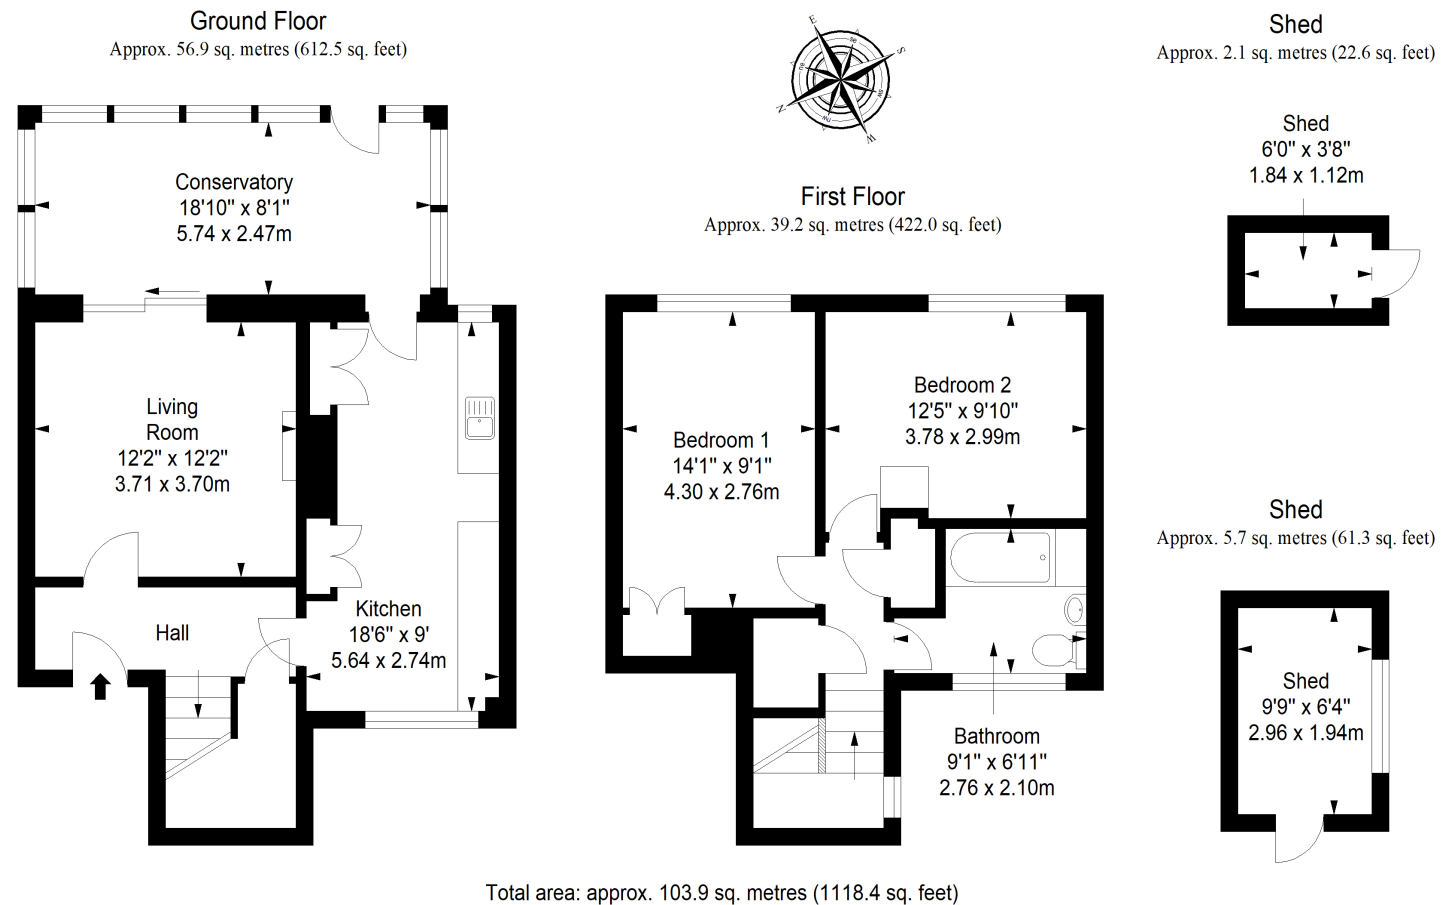 Ground Floor
Approx. 56.9 sq. metres (612.5 sq. feet)
Conservatory
18'10" x 8'1"
5.74 x 2.47m
Living
Room
12'2" x 12'2"
3.71 x 3.70m
Kitchen
18'6" x 9'
5.64 x 2.74m
Hall
E
S
W
N
se
sw
nw
ne
First Floor
Approx. 39.2 sq. metres (422.0 sq. feet)
Bedroom 1
14'1" x 9'1"
4.30 x 2.76m
Bedroom 2
12'5" x 9'10"
3.78 x 2.99m
Bathroom
9'1" x 6'11"
2.76 x 2.10m
Shed
Approx. 2.1 sq. metres (22.6 sq. feet)
Shed
6'0" x 3'8"
1.84 x 1.12m
Shed
Approx. 5.7 sq. metres (61.3 sq. feet)
Shed
9'9" x 6'4"
2.96 x 1.94m
Total area: approx. 103.9 sq. metres (1118.4 sq. feet)